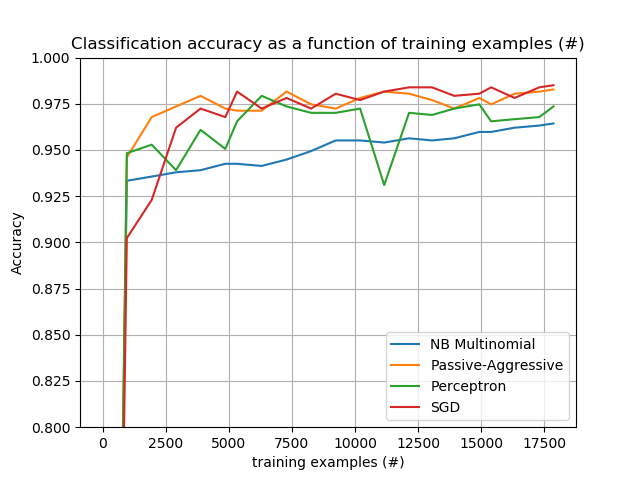 Classification accuracy as a function of training examples (#)
1.000
0.975
0.950
0.925
0.900
0.875
0.850
0.825
0.800
Accuracy
NB Multinomial
Passive-Aggressive
Perceptron
SGD
0 2500 5000 7500 10000 12500 15000 17500
training examples (#)